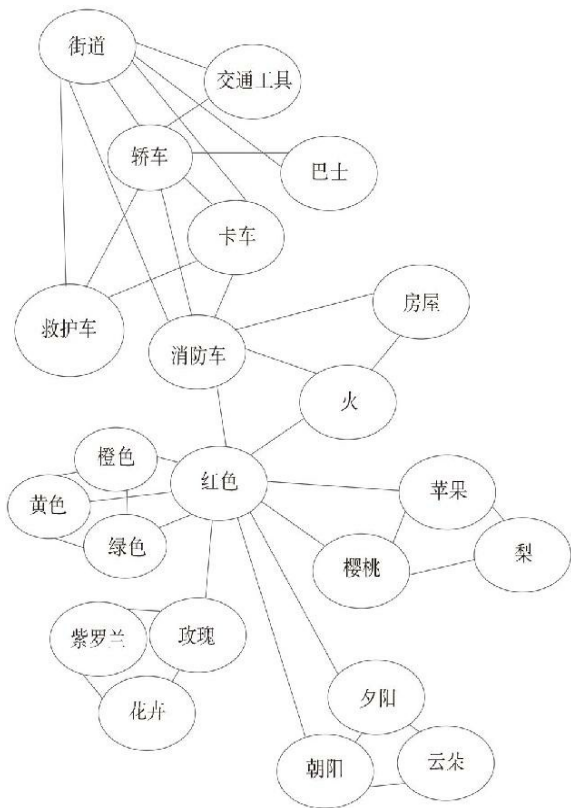 街道
交通工具
轿车
巴士
卡车
救护车
消防车
房屋
火
橙色
红色
黄色
绿色
苹果
樱桃
梨
紫罗兰
玫瑰
花卉
夕阳
朝阳
云朵